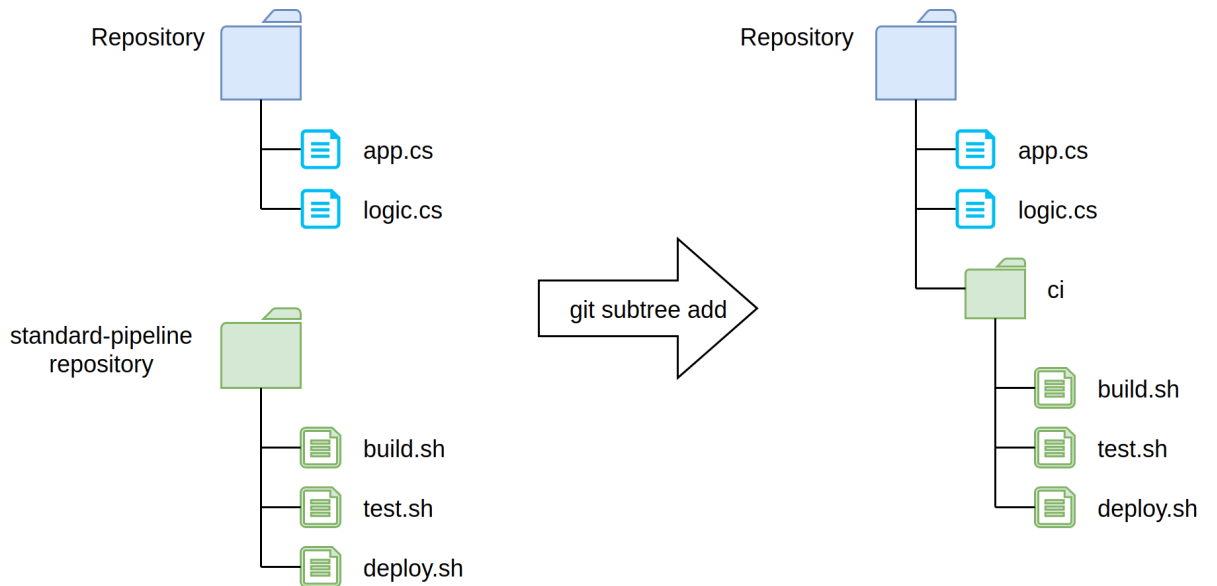 Repository
app.cs
logic.cs
standard-pipeline
repository
build.sh
test.sh
deploy.sh
git subtree add
Repository
app.cs
logic.cs
ci
build.sh
test.sh
deploy.sh